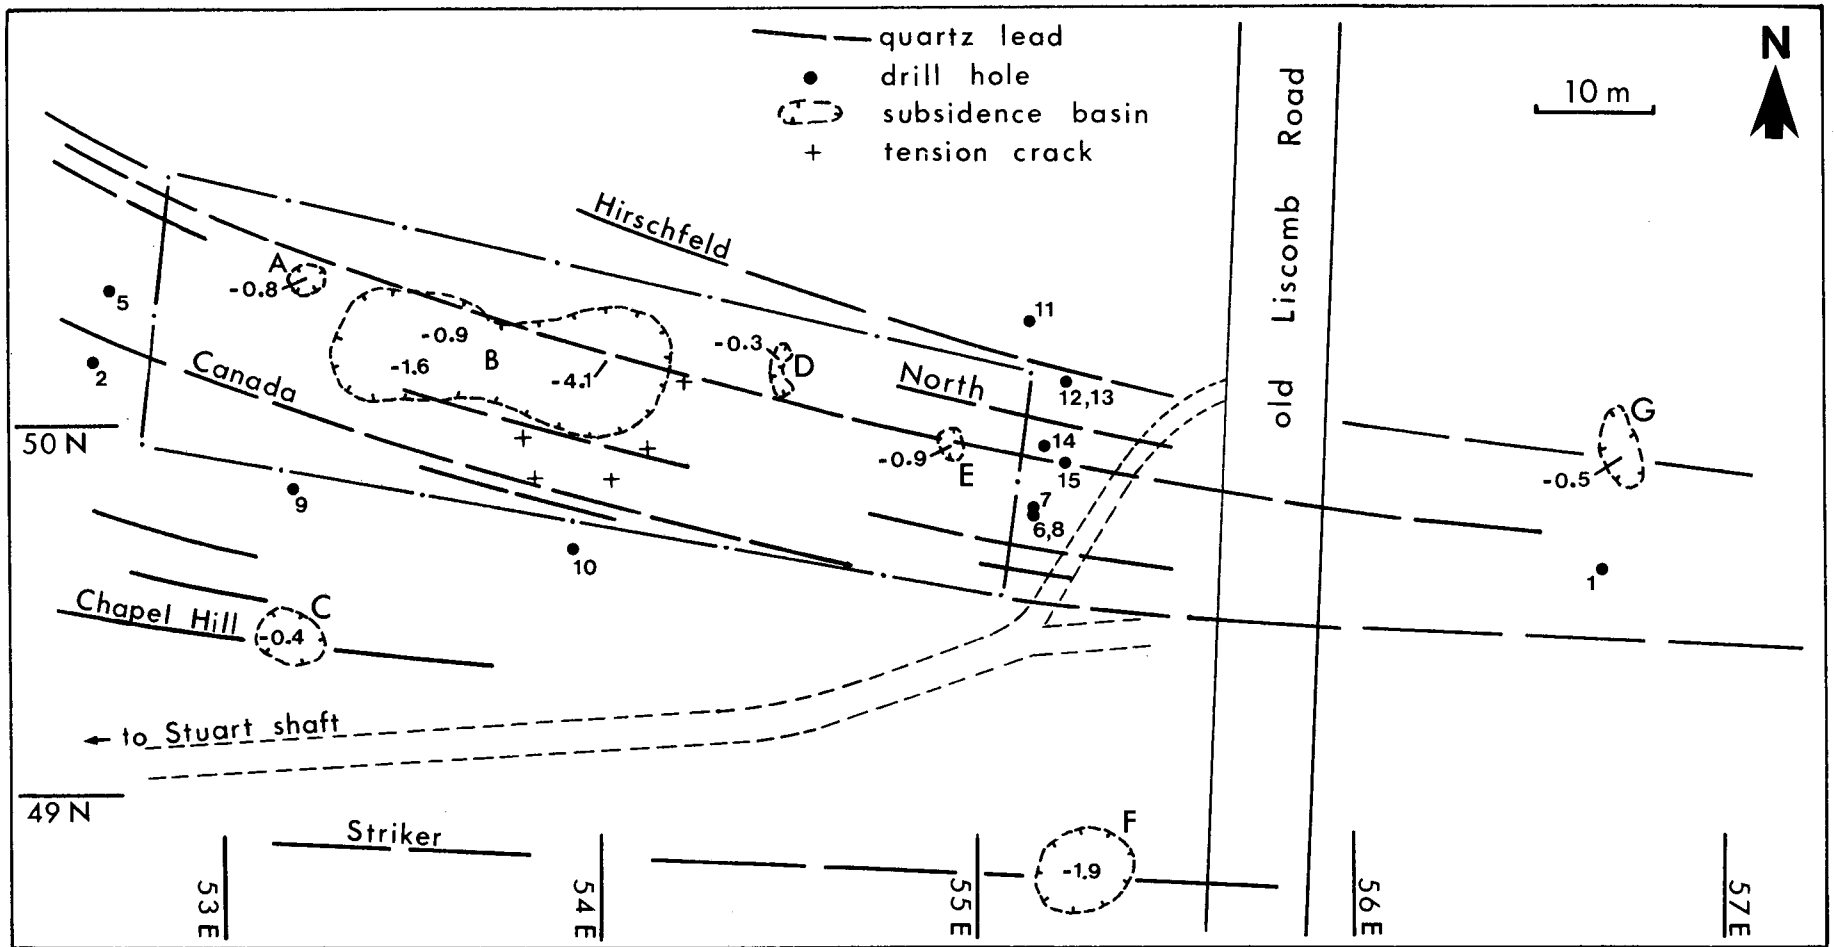 quartz lead
drill hole
subsidence basin
tension crack
N
10 m
old Liscomb Road
Hirschfeld
A
-0.8
5
2
Canada
-0.9
-1.6
B
-4.1
-0.3
D
11
North
12,13
14
15
-0.9
E
7
6,8
G
-0.5
1
50 N
9
10
C
-0.4
Chapel Hill
← to Stuart shaft
49 N
Striker
F
-1.9
53 E
54 E
55 E
56 E
57 E